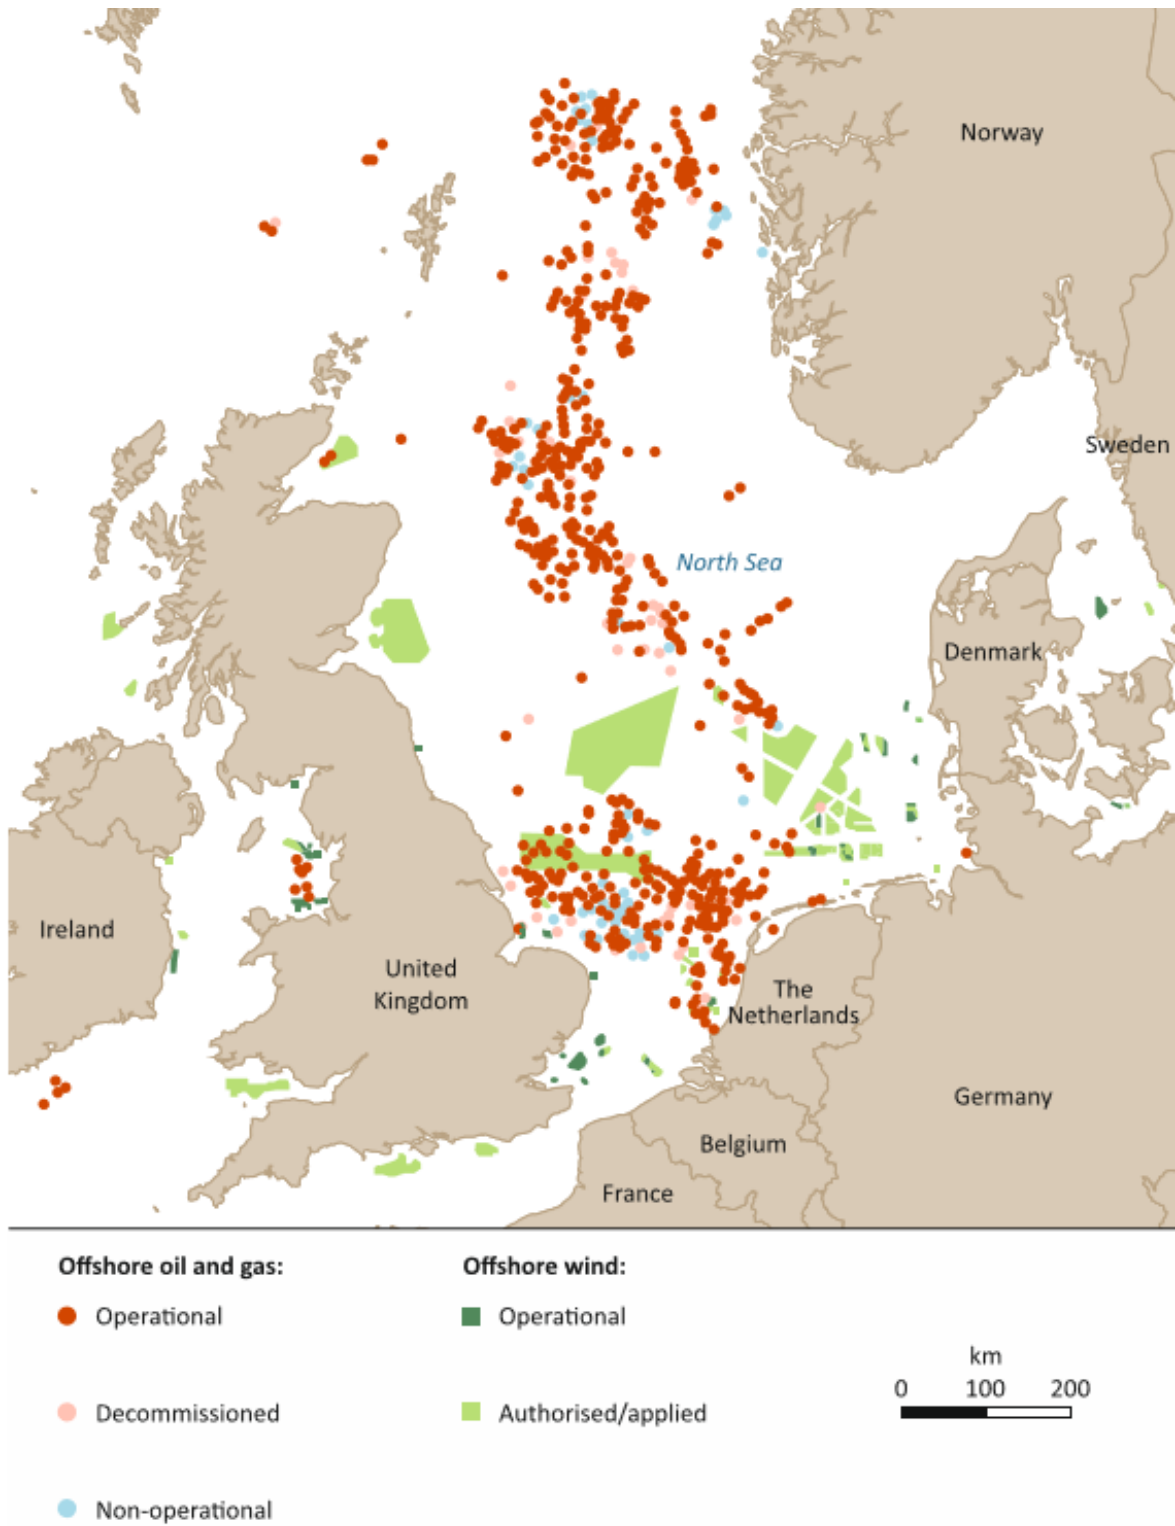 Norway
Sweden
North Sea
Denmark
Ireland
United
Kingdom
The
Netherlands
Germany
Belgium
France
Offshore oil and gas:
Offshore wind:
Operational
Operational
km
0 100 200
Decommissioned
Authorised/applied
Non-operational